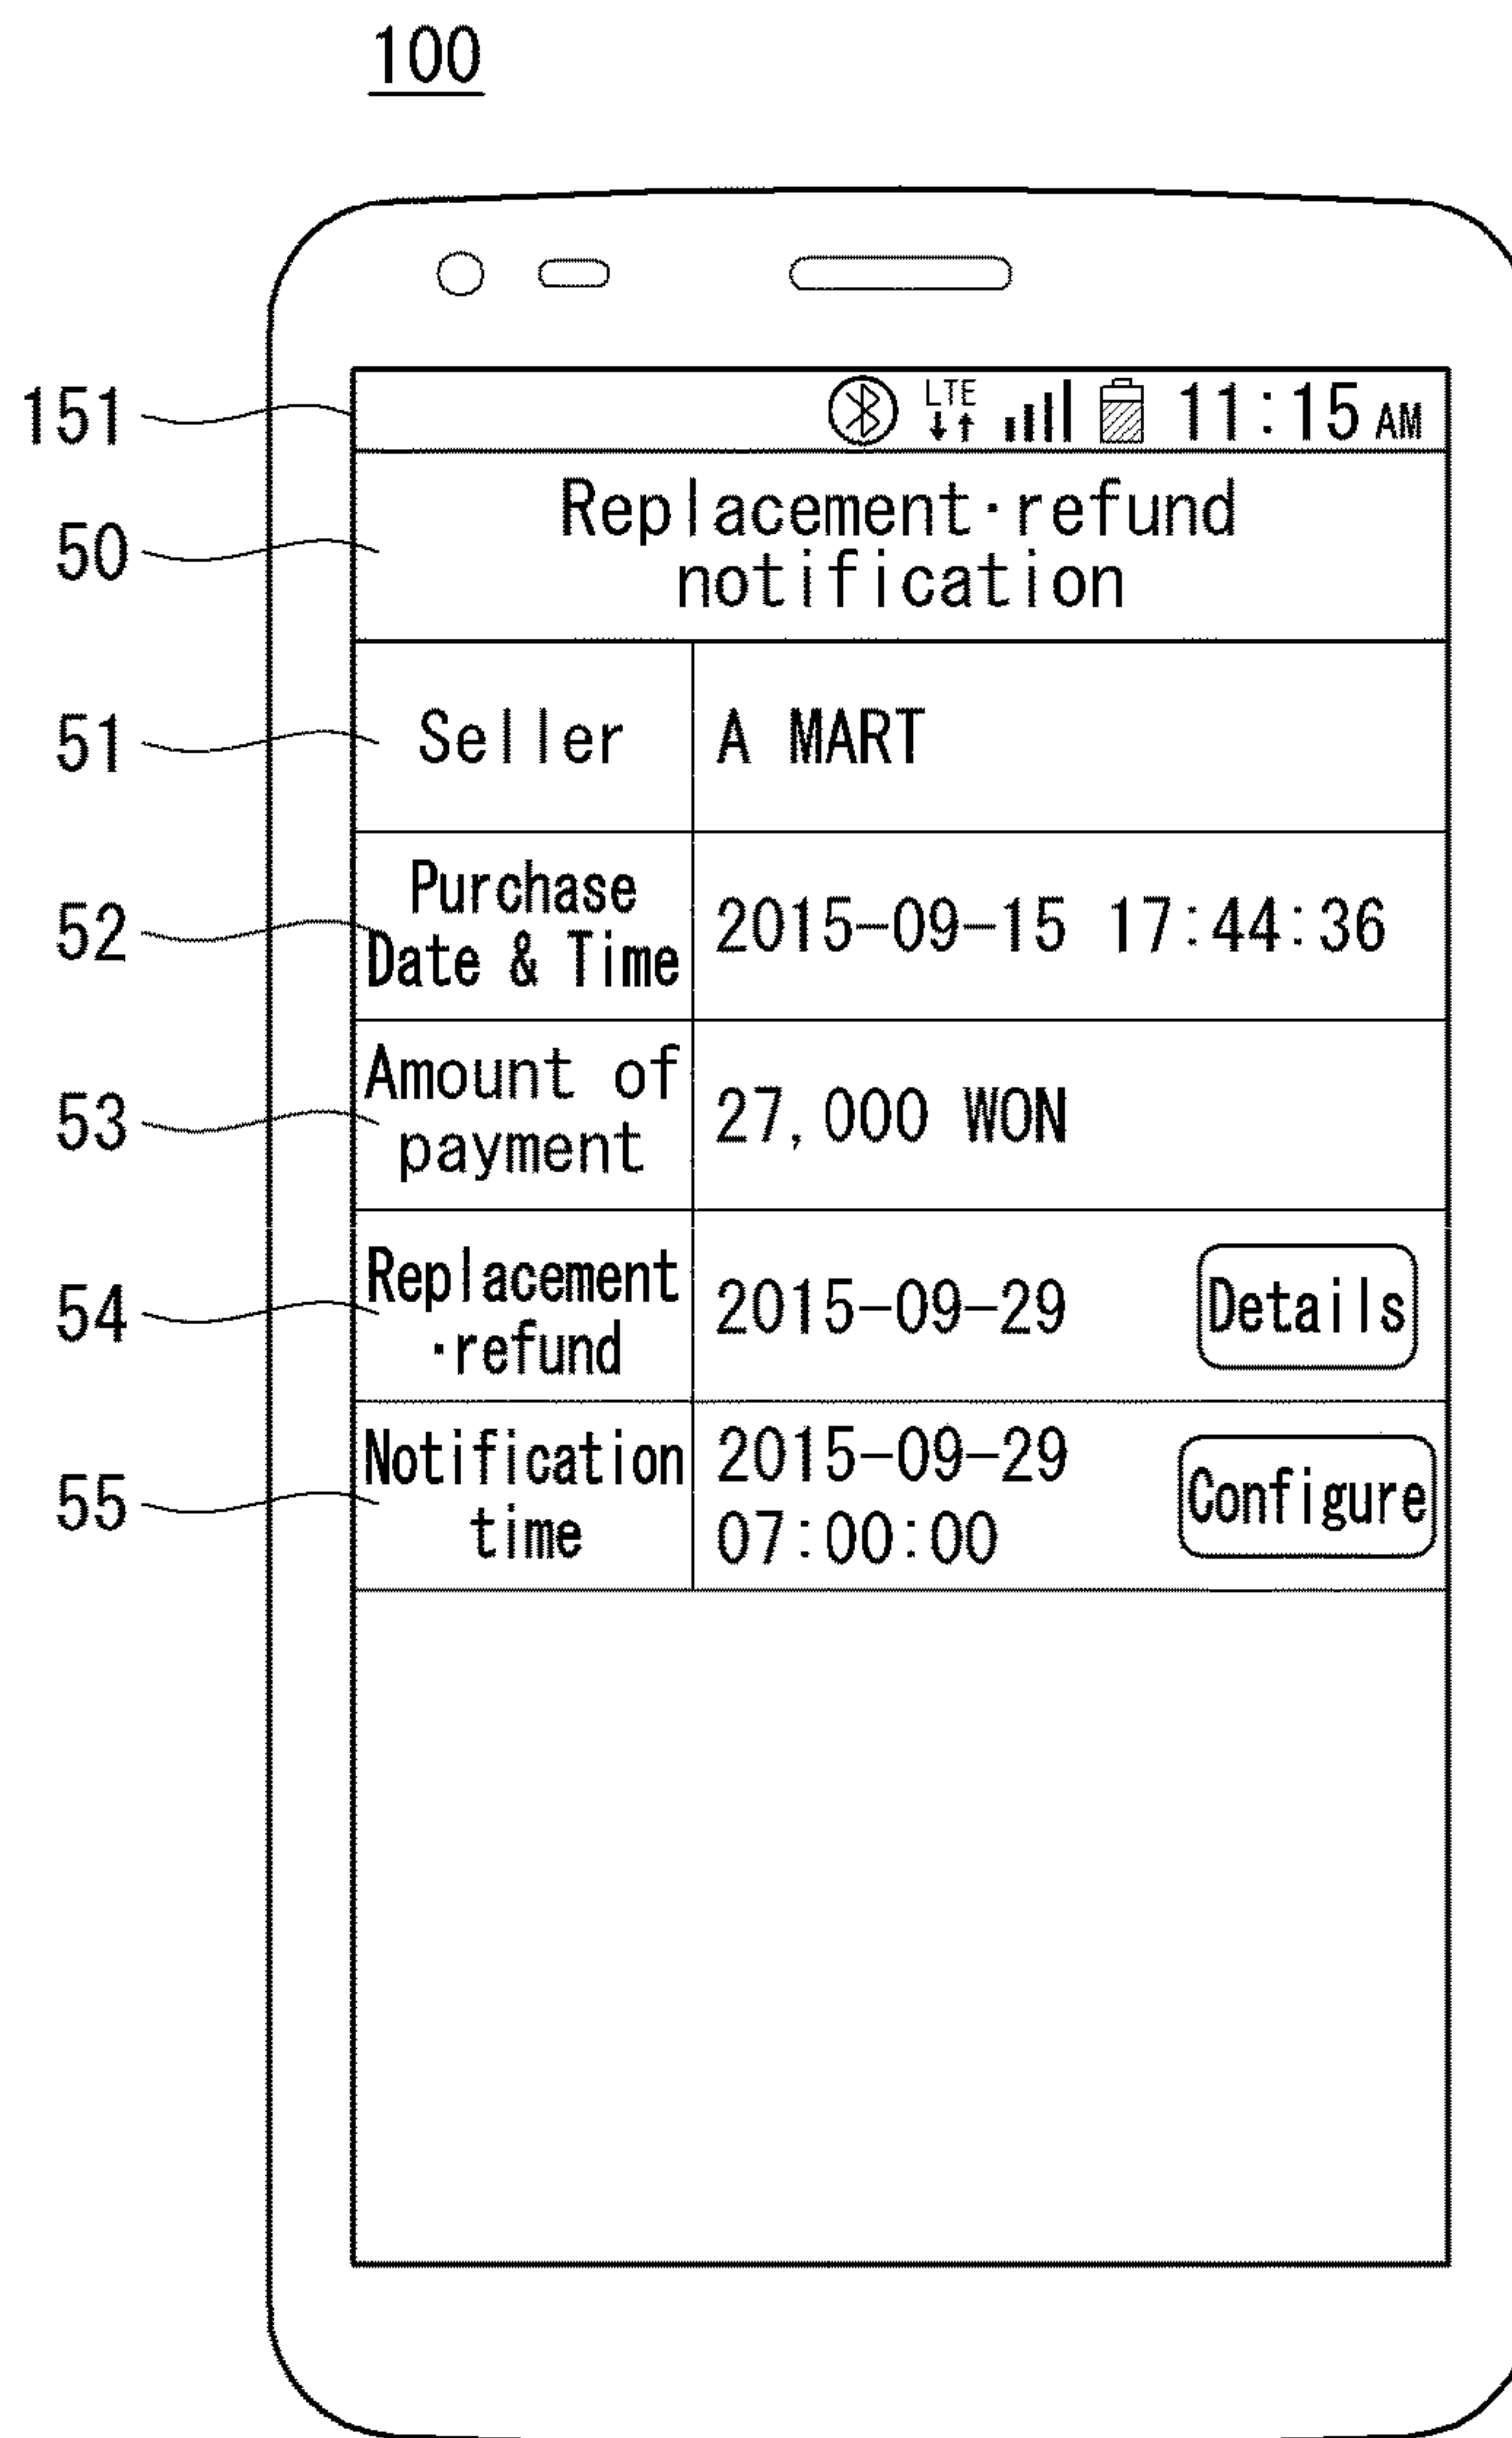 100
151
LTE 11:15 AM
50
Replacement·refund
notification
51
Seller
A MART
52
Purchase
Date & Time
2015-09-15 17:44:36
53
Amount of
payment
27,000 WON
54
Replacement
·refund
2015-09-29
Details
55
Notification
time
2015-09-29
07:00:00
Configure